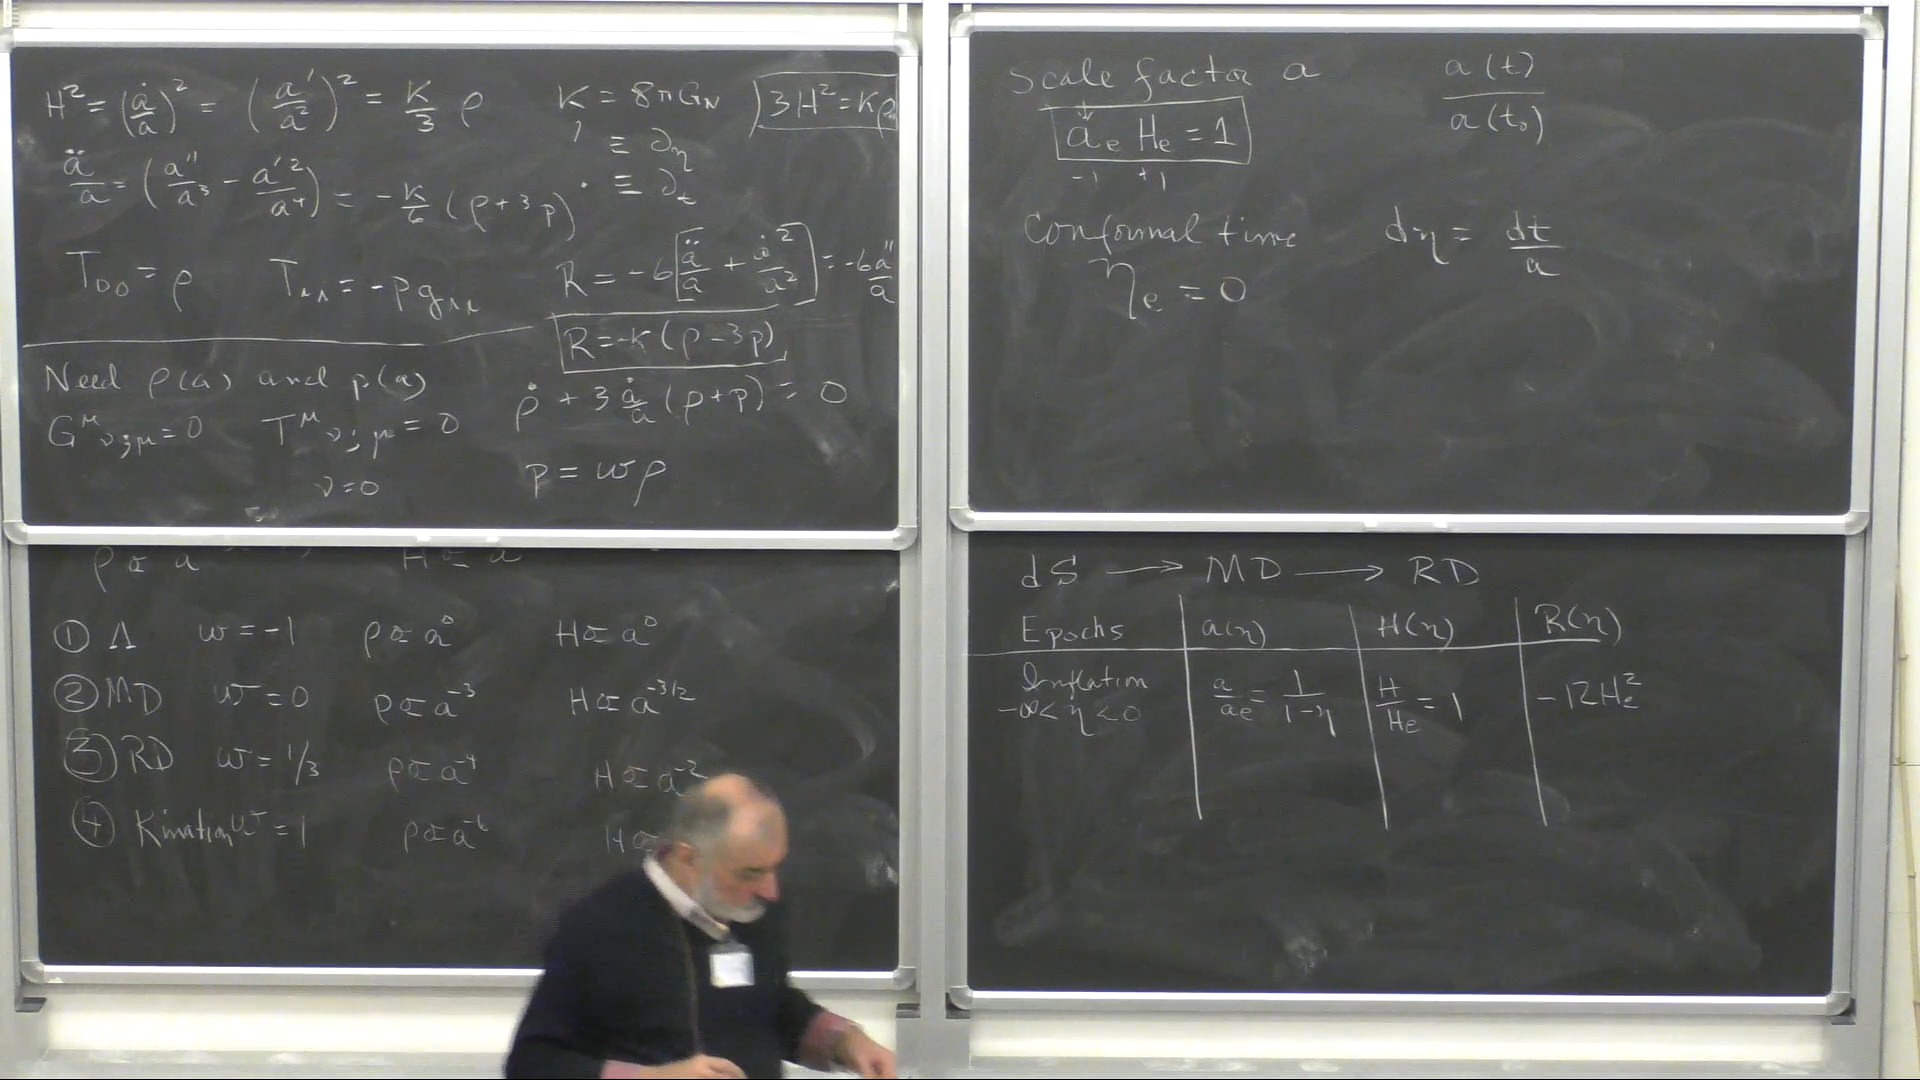 H² = (ȧ/a)² = (a'/a²)² = K/3 ρ
K = 8πG_N
3H² = Kρ
' ≡ ∂_η
ä/a = (a''/a³ - a'²/a⁴) = -K/6 (ρ+3p)
· ≡ ∂_t
T₀₀ = ρ
R = -6[ä/a + ȧ²/a²] = -6a''/a
R = -K(ρ-3p)
Need ρ(a) and p(a)
ρ̇ + 3ȧ/a (ρ+p) = 0
G^μ_ν;μ = 0 T^μ_ν;μ = 0
ν=0
p = wρ
ρ ∝ a
H ∝ a
① Λ w = -1 ρ ∝ a⁰ H ∝ a⁰
② MD w = 0 ρ ∝ a⁻³ H ∝ a^{-3/2}
③ RD w = 1/3 ρ ∝ a⁻⁴ H ∝ a⁻²
④ Kination w = 1 ρ ∝ a⁻⁶ H ∝
Scale factor a
a(t)/a(t₀)
a_e H_e = 1
-1 +1
Conformal time dη = dt/a
η_e = 0
dS → MD → RD
Epochs a(η) H(η) R(η)
Inflation a/a_e = 1/(1-η) H/H_e = 1 -12H_e²
-∞ < η < 0